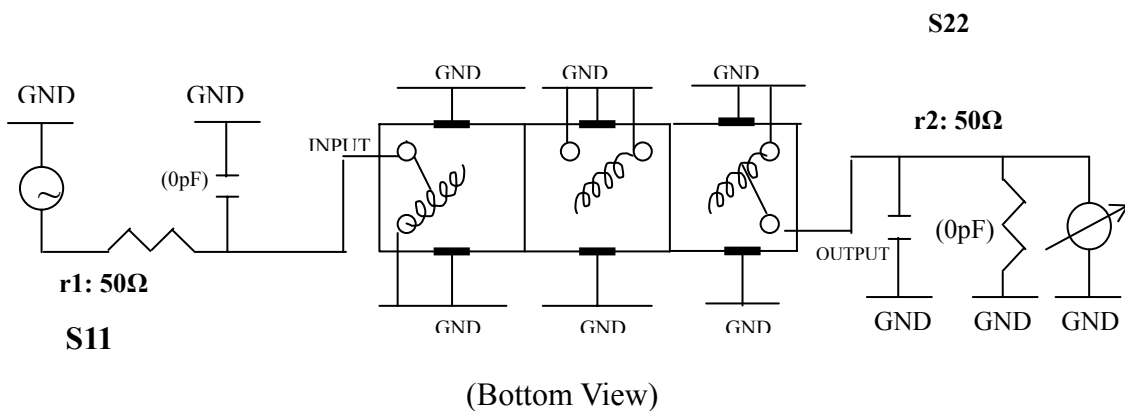 S22
GND
GND
GND
GND
GND
r2: 50Ω
INPUT
(0pF)
(0pF)
OUTPUT
r1: 50Ω
GND
GND
GND
GND
GND
GND
S11
(Bottom View)